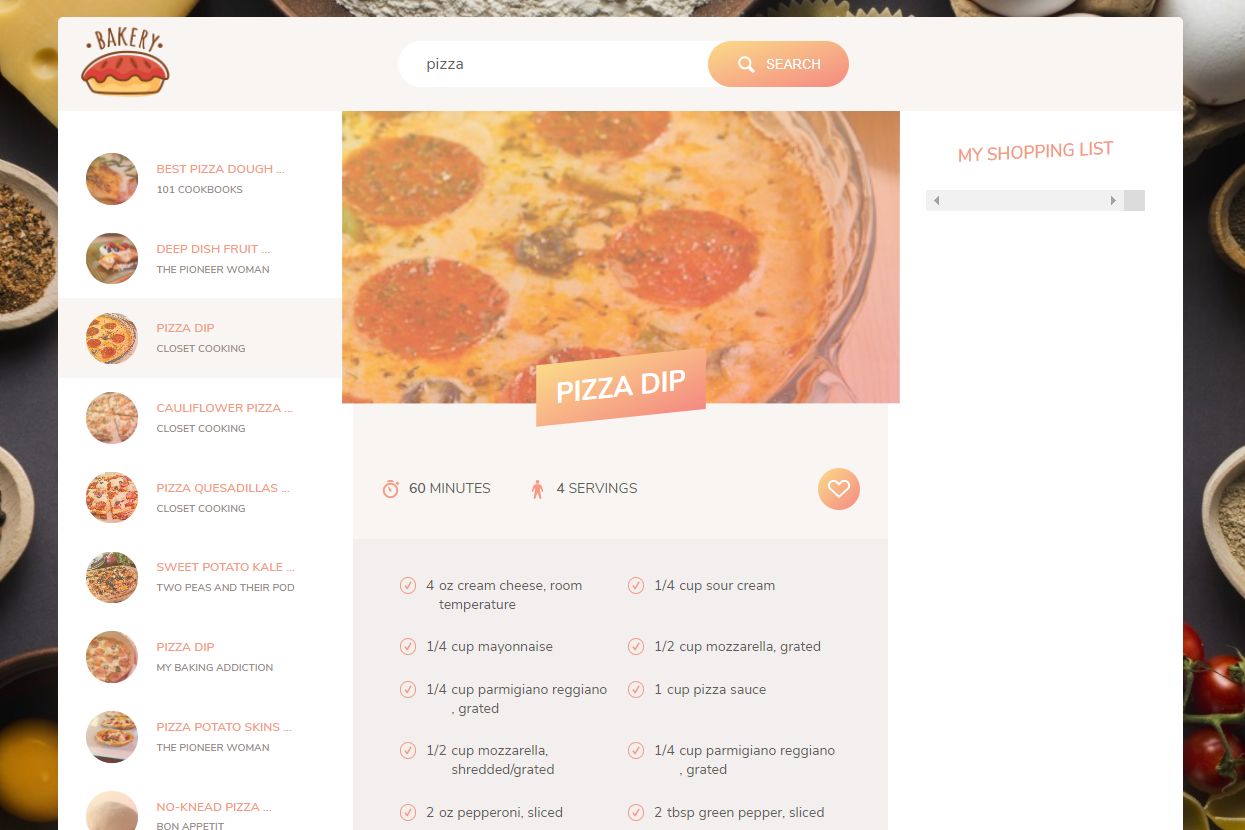 ·BAKERY·
pizza
SEARCH
BEST PIZZA DOUGH ...
101 COOKBOOKS
DEEP DISH FRUIT ...
THE PIONEER WOMAN
PIZZA DIP
CLOSET COOKING
CAULIFLOWER PIZZA ...
CLOSET COOKING
PIZZA QUESADILLAS ...
CLOSET COOKING
SWEET POTATO KALE ...
TWO PEAS AND THEIR POD
PIZZA DIP
MY BAKING ADDICTION
PIZZA POTATO SKINS ...
THE PIONEER WOMAN
NO-KNEAD PIZZA ...
BON APPETIT
PIZZA DIP
60 MINUTES
4 SERVINGS
4 oz cream cheese, room
temperature
1/4 cup sour cream
1/4 cup mayonnaise
1/2 cup mozzarella, grated
1/4 cup parmigiano reggiano
, grated
1 cup pizza sauce
1/2 cup mozzarella,
shredded/grated
1/4 cup parmigiano reggiano
, grated
2 oz pepperoni, sliced
2 tbsp green pepper, sliced
MY SHOPPING LIST